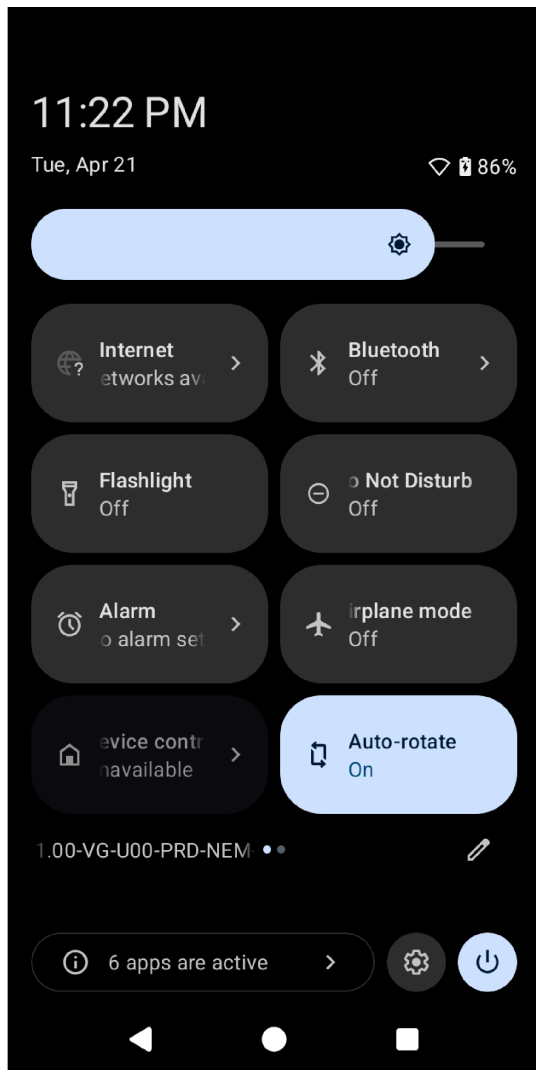 11:22 PM
Tue, Apr 21
86%
Internet
etworks av
Bluetooth
Off
Flashlight
Off
o Not Disturb
Off
Alarm
o alarm set
irplane mode
Off
evice contr
navailable
Auto-rotate
On
1.00-VG-U00-PRD-NEM-
6 apps are active